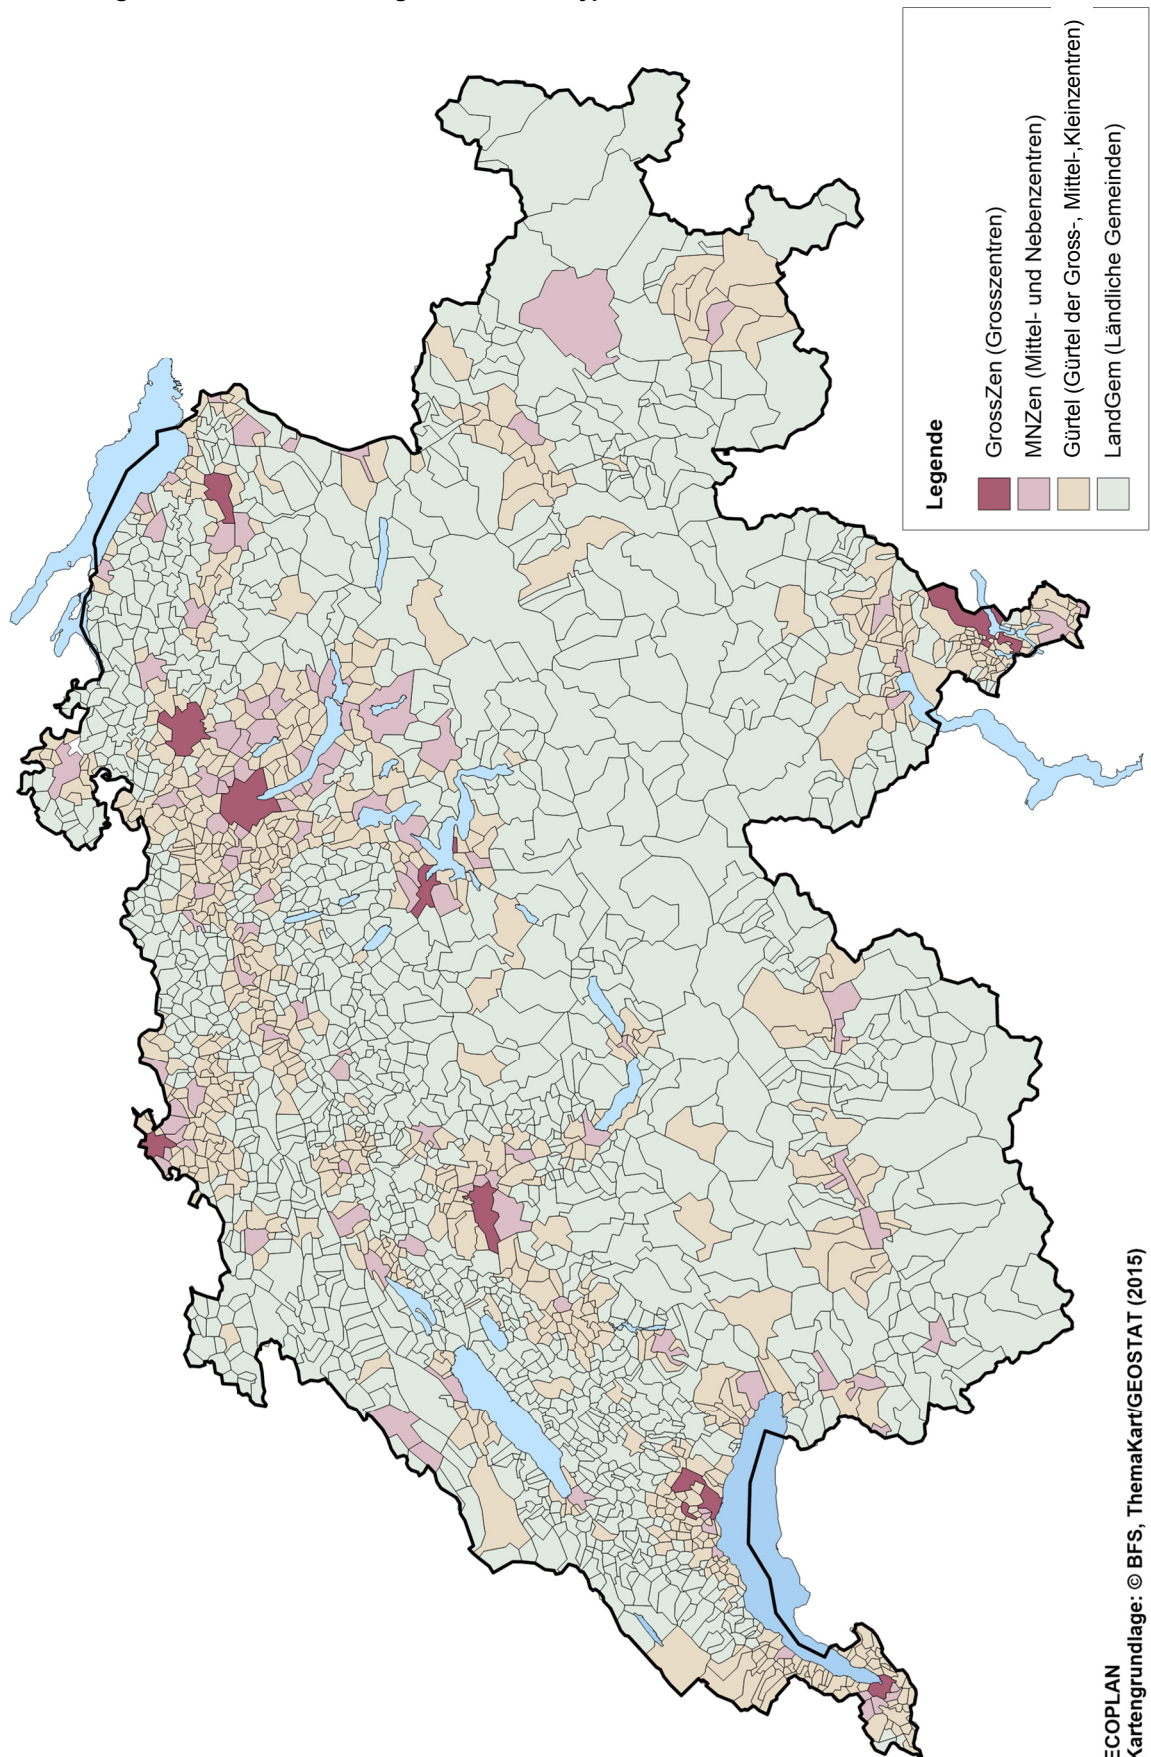 Legende
GrossZen (Grosszentren)
MNZen (Mittel- und Nebenzentren)
Gürtel (Gürtel der Gross-, Mittel-,Kleinzentren)
LandGem (Ländliche Gemeinden)
ECOPLAN
Kartengrundlage: © BFS, ThemaKart/GEOSTAT (2015)